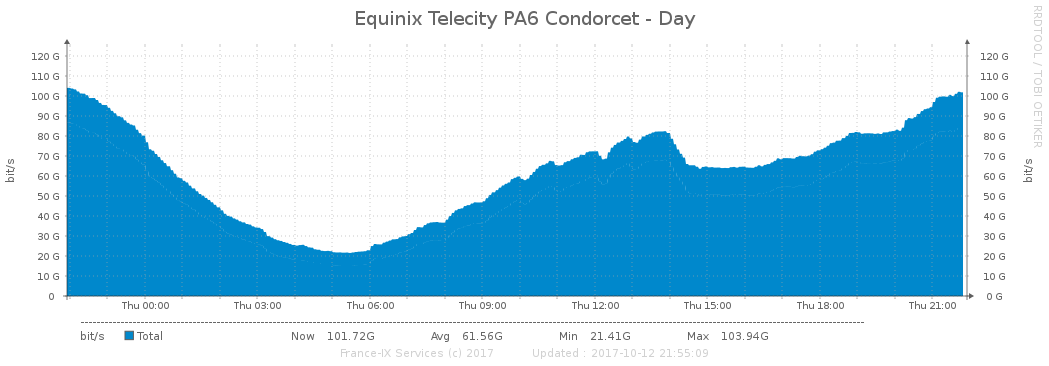 Equinix Telecity PA6 Condorcet - Day
RRDTOOL / TOBI OETIKER
bit/s
120 G 120 G
110 G 110 G
100 G 100 G
90 G 90 G
80 G 80 G
70 G 70 G
60 G 60 G
50 G 50 G
40 G 40 G
30 G 30 G
20 G 20 G
10 G 10 G
0 0 G
bit/s
Thu 00:00 Thu 03:00 Thu 06:00 Thu 09:00 Thu 12:00 Thu 15:00 Thu 18:00 Thu 21:00
bit/s Total Now 101.72G Avg 61.56G Min 21.41G Max 103.94G
France-IX Services (c) 2017 Updated : 2017-10-12 21:55:09